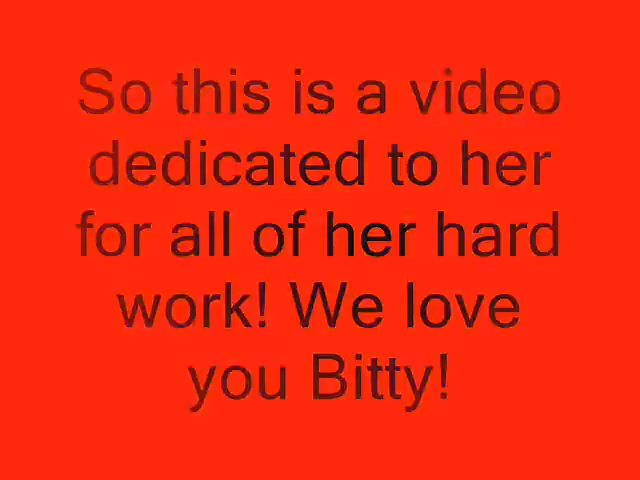 So this is a video
dedicated to her
for all of her hard
work! We love
you Bitty!